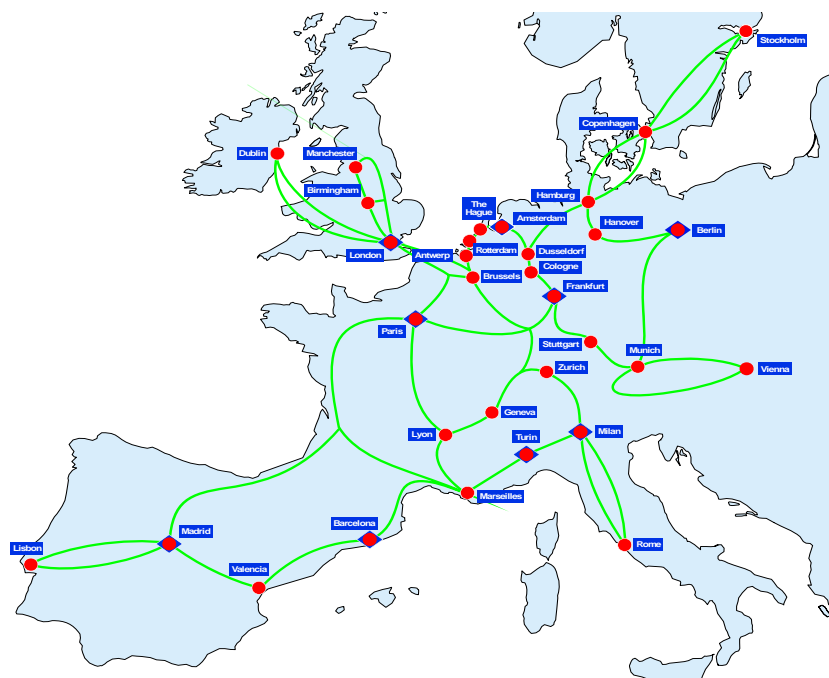 Stockholm
Copenhagen
Dublin
Manchester
Birmingham
Hamburg
The
Hague
Amsterdam
Hanover
Berlin
London
Antwerp
Rotterdam
Dusseldorf
Cologne
Brussels
Frankfurt
Paris
Stuttgart
Munich
Zurich
Vienna
Geneva
Lyon
Turin
Milan
Marseilles
Barcelona
Madrid
Lisbon
Valencia
Rome